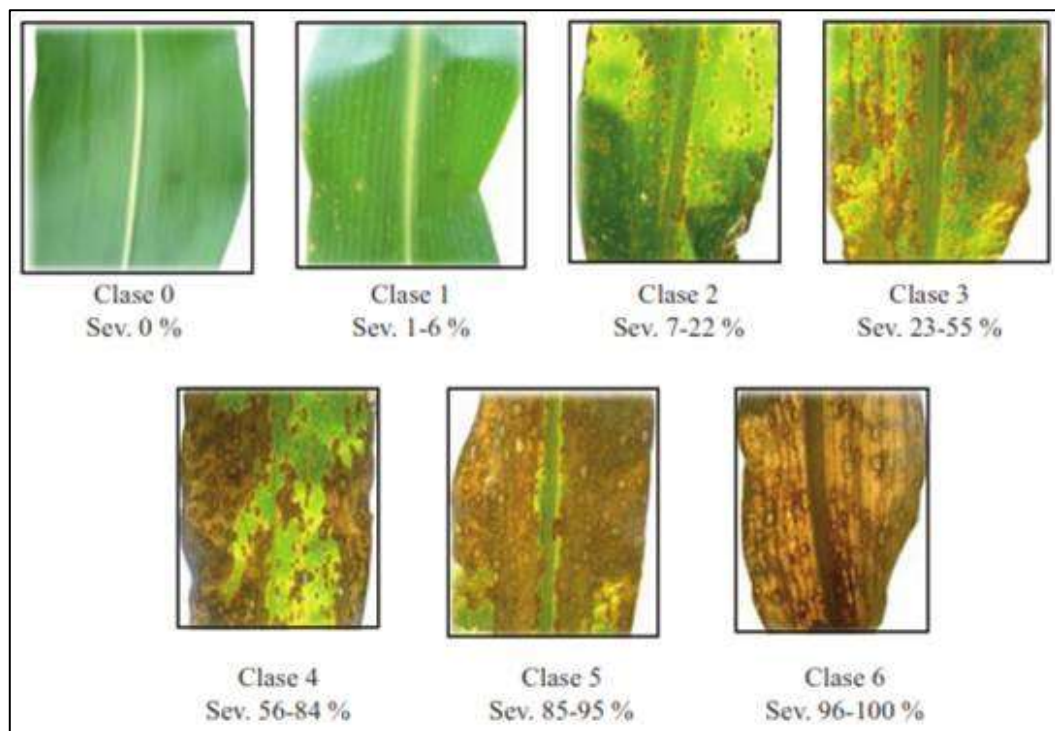 Clase 0
Sev. 0 %
Clase 1
Sev. 1-6 %
Clase 2
Sev. 7-22 %
Clase 3
Sev. 23-55 %
Clase 4
Sev. 56-84 %
Clase 5
Sev. 85-95 %
Clase 6
Sev. 96-100 %